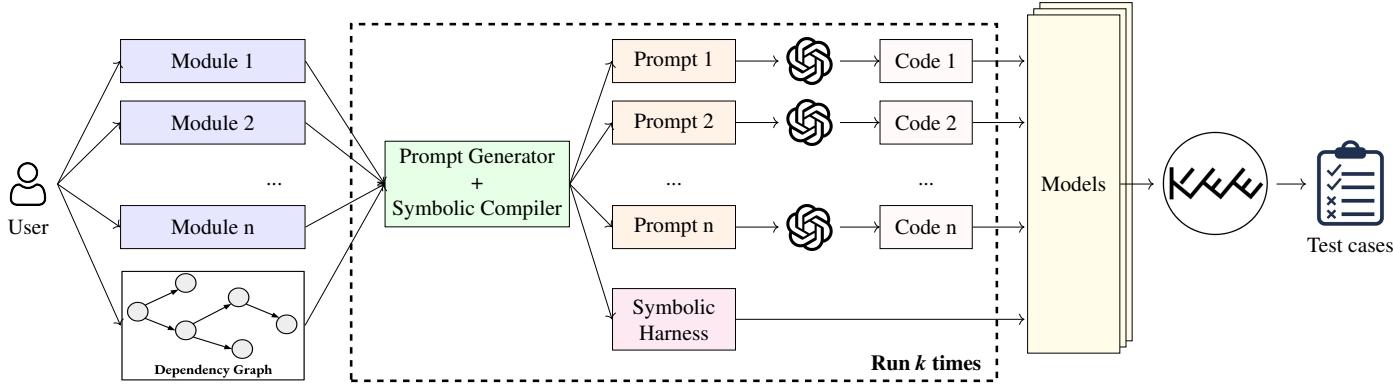 User
Module 1
Module 2
...
Module n
Dependency Graph
Prompt Generator
+
Symbolic Compiler
Prompt 1
Prompt 2
...
Prompt n
Symbolic
Harness
Code 1
Code 2
...
Code n
Run k times
Models
KLEE
Test cases